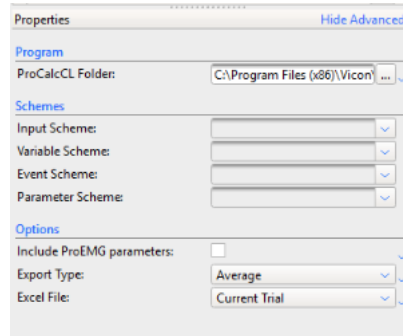 Properties Hide Advanced
Program
ProCalcCL Folder: C:\Program Files (x86)\Vicon\ ...
Schemes
Input Scheme:
Variable Scheme:
Event Scheme:
Parameter Scheme:
Options
Include ProEMG parameters:
Export Type: Average
Excel File: Current Trial